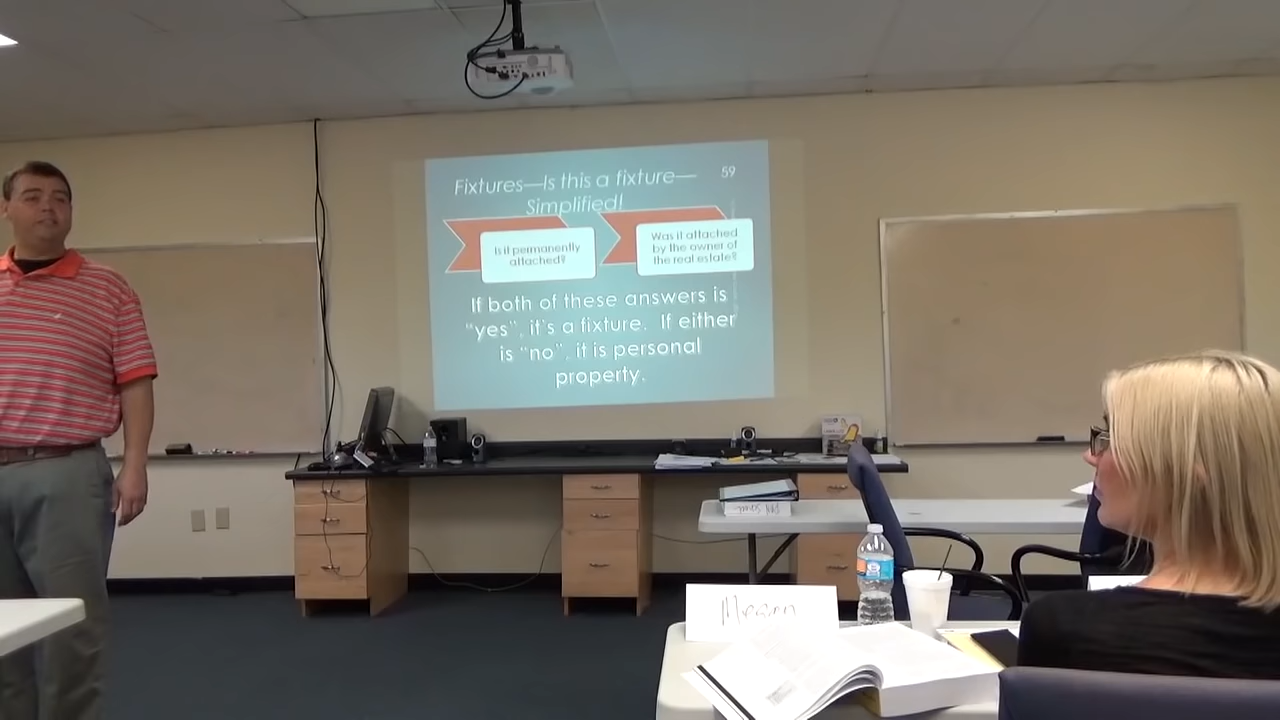 Fixtures—Is this a fixture—
Simplified!
59
Is it permanently
attached?
Was it attached
by the owner of
the real estate?
If both of these answers is
"yes", it's a fixture.  If either
is "no", it is personal
property.
Megan